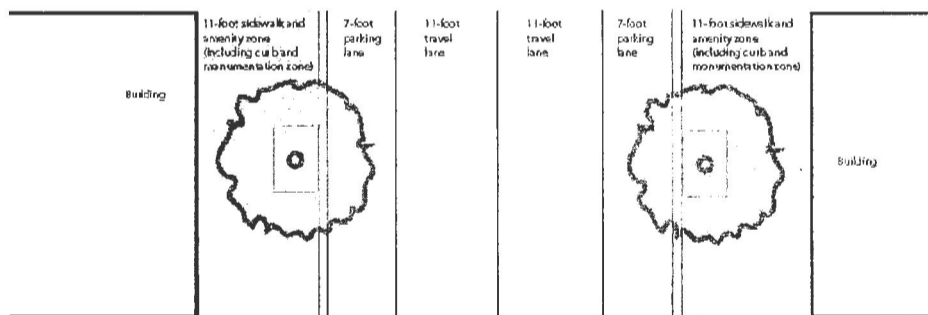 11-foot sidewalk and
amenity zone
(including curb and
monumentation zone)
7-foot
parking
lane
11-foot
travel
lane
11-foot
travel
lane
7-foot
parking
lane
11-foot sidewalk and
amenity zone
(including curb and
monumentation zone)
Building
Building